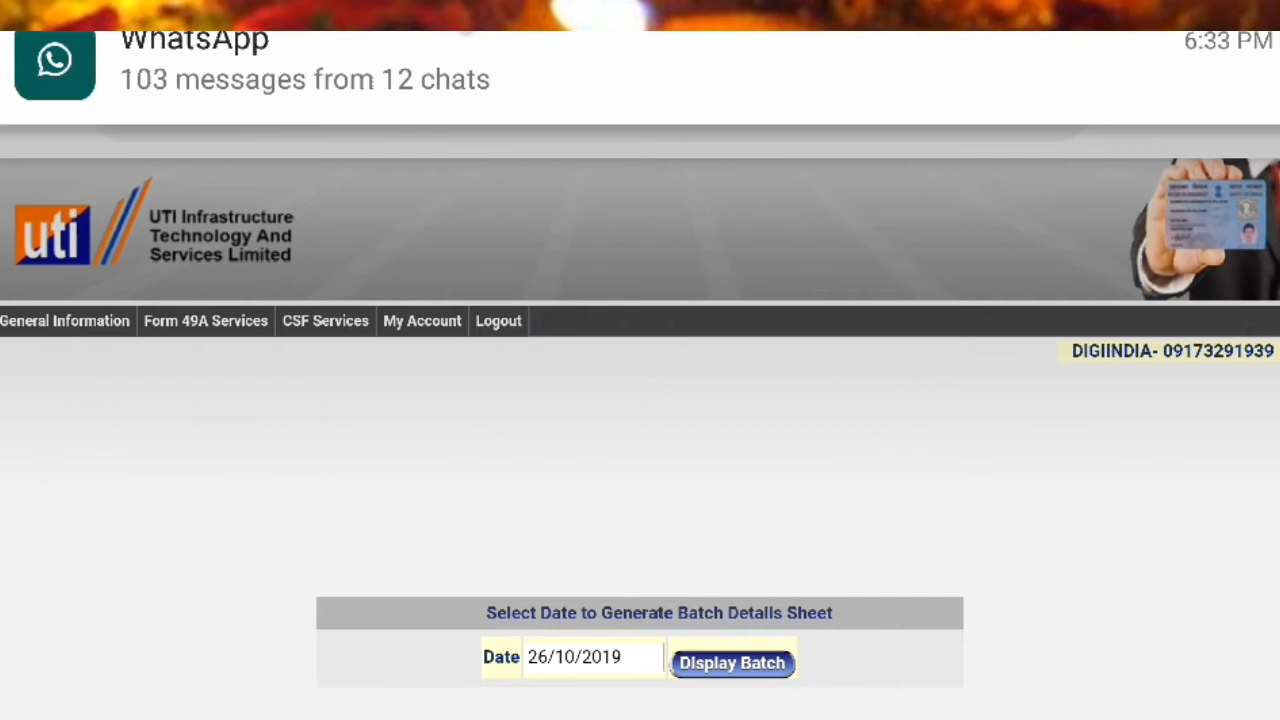 WhatsApp
6:33 PM
103 messages from 12 chats
uti
UTI Infrastructure
Technology And
Services Limited
General Information
Form 49A Services
CSF Services
My Account
Logout
DIGIINDIA- 09173291939
Select Date to Generate Batch Details Sheet
Date
26/10/2019
Display Batch